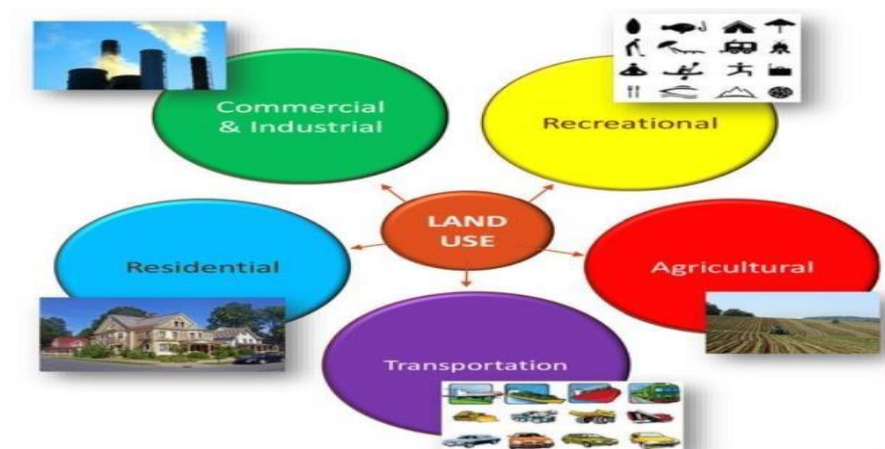 Commercial
& Industrial
Recreational
LAND
USE
Residential
Agricultural
Transportation